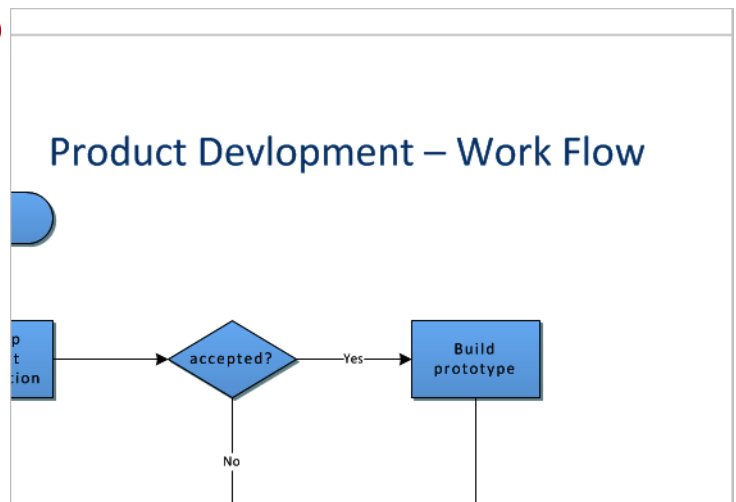 Product Devlopment – Work Flow
accepted?
Yes
Build
prototype
No